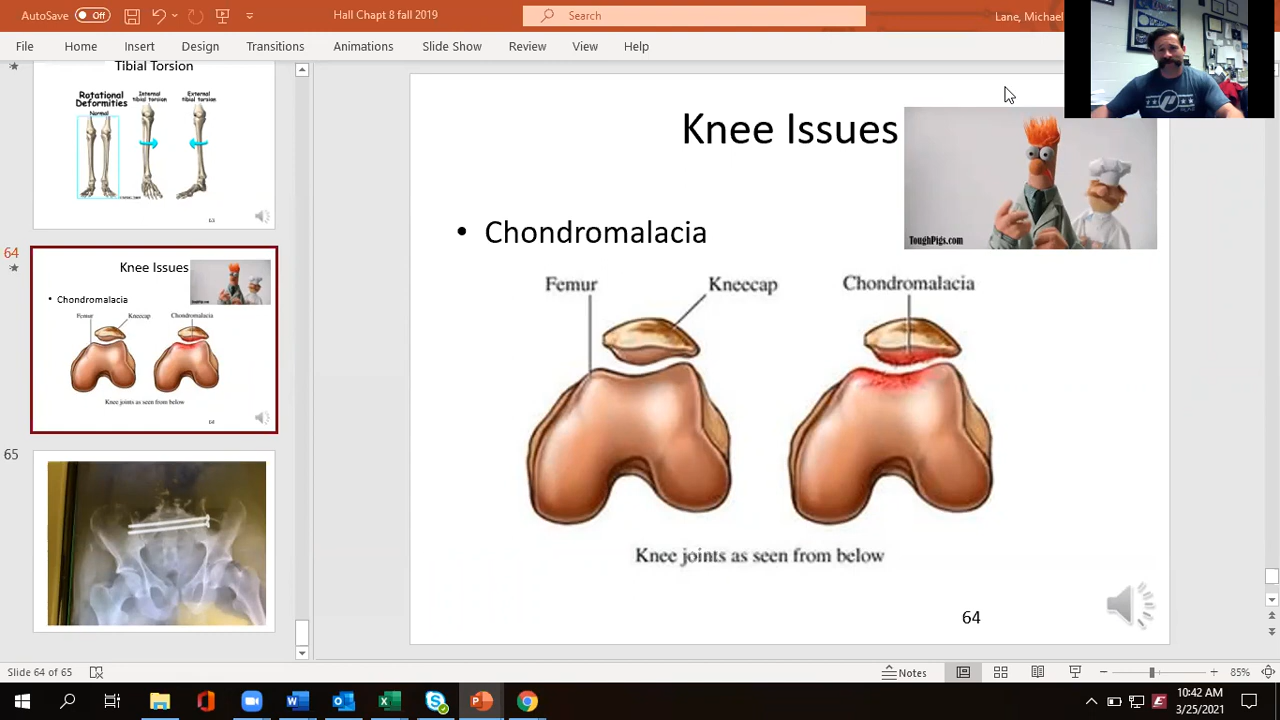 AutoSave Off
Hall Chapt 8 fall 2019
Search
Lane, Michael
File Home Insert Design Transitions Animations Slide Show Review View Help
Tibial Torsion
Rotational Deformities
Normal
Internal tibial torsion
External tibial torsion
63
64
Knee Issues
• Chondromalacia
Femur Kneecap Chondromalacia
Knee joints as seen from below
64
65
Knee Issues
ToughPigs.com
• Chondromalacia
Femur Kneecap Chondromalacia
Knee joints as seen from below
64
Slide 64 of 65
Notes
85%
10:42 AM
3/25/2021